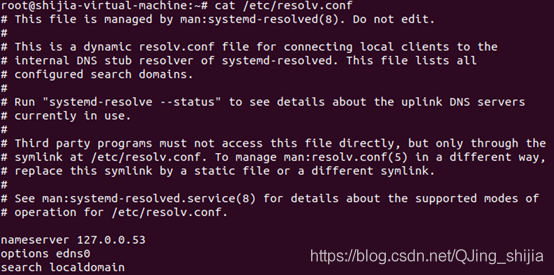 root@shijia-virtual-machine:~# cat /etc/resolv.conf
# This file is managed by man:systemd-resolved(8). Do not edit.
#
# This is a dynamic resolv.conf file for connecting local clients to the
# internal DNS stub resolver of systemd-resolved. This file lists all
# configured search domains.
#
# Run "systemd-resolve --status" to see details about the uplink DNS servers
# currently in use.
#
# Third party programs must not access this file directly, but only through the
# symlink at /etc/resolv.conf. To manage man:resolv.conf(5) in a different way,
# replace this symlink by a static file or a different symlink.
#
# See man:systemd-resolved.service(8) for details about the supported modes of
# operation for /etc/resolv.conf.
nameserver 127.0.0.53
options edns0
search localdomain
https://blog.csdn.net/QJing_shijia